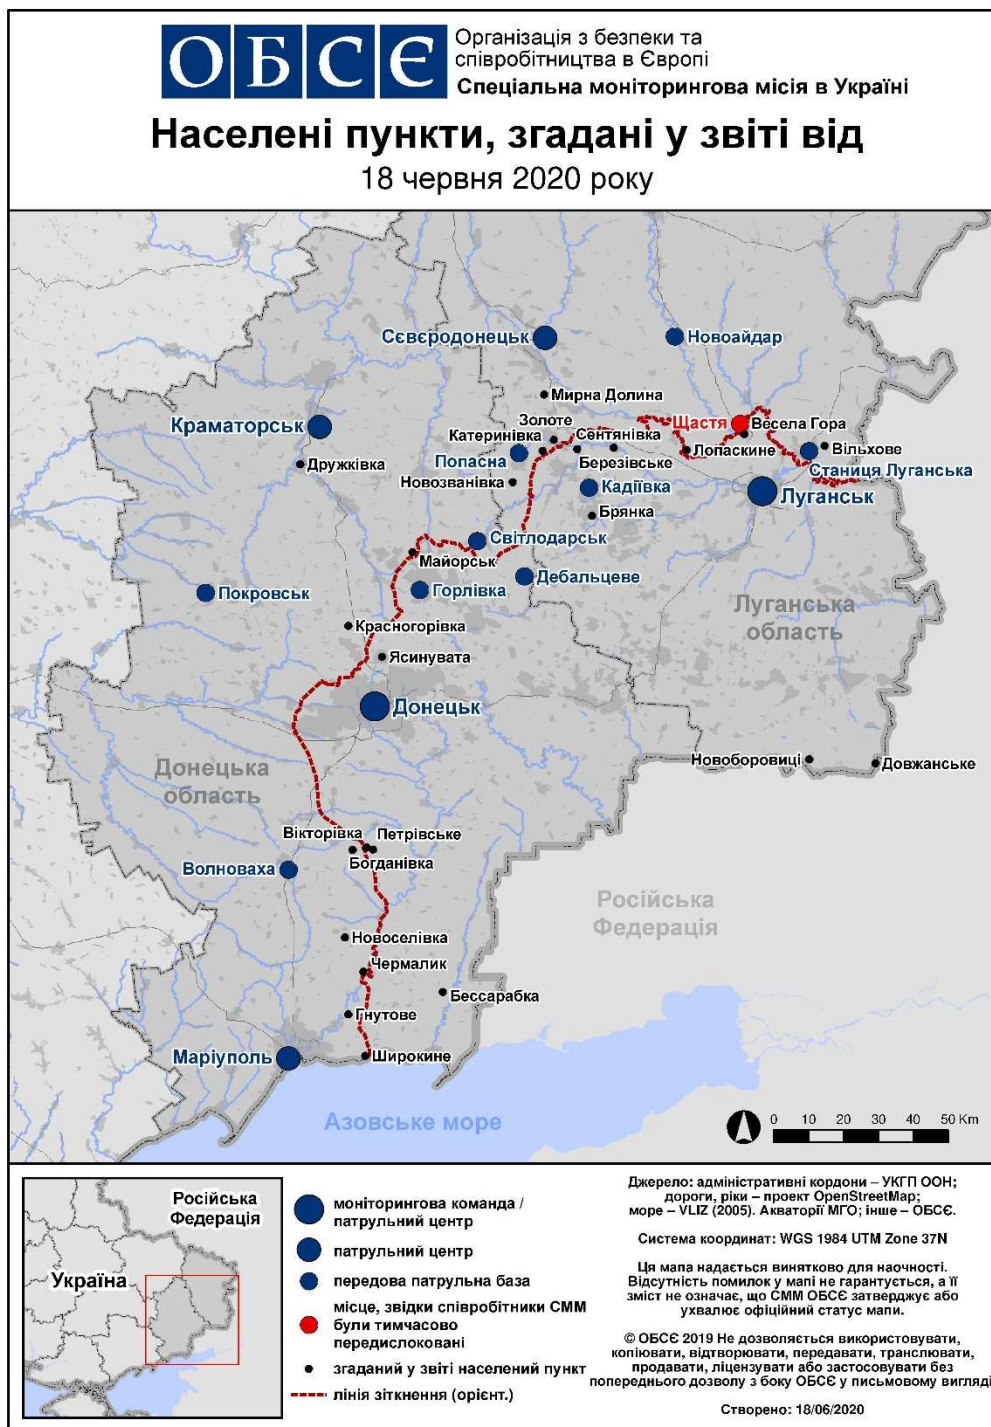 ОБСЄ
Організація з безпеки та
співробітництва в Європі
Спеціальна моніторингова місія в Україні
Населені пункти, згадані у звіті від
18 червня 2020 року
Сєвєродонецьк
Новоайдар
Мирна Долина
Краматорськ
Золоте
Щастя
Весела Гора
Катеринівка
Сентянівка
Лопаскине
Вільхове
Дружківка
Попасна
Березівське
Станиця Луганська
Новозванівка
Кадіївка
Луганськ
Брянка
Світлодарськ
Майорськ
Покровськ
Горлівка
Дебальцеве
Луганська
область
Красногорівка
Ясинувата
Донецьк
Донецька
область
Новоборовиці
Довжанське
Вікторівка
Петрівське
Богданівка
Волноваха
Російська
Федерація
Новоселівка
Чермалик
Бессарабка
Гнутове
Маріуполь
Широкине
Азовське море
0 10 20 30 40 50 Km
Російська
Федерація
Україна
моніторингова команда /
патрульний центр
патрульний центр
передова патрульна база
місце, звідки співробітники СММ
були тимчасово
передислоковані
згаданий у звіті населений пункт
лінія зіткнення (орієнт.)
Джерело: адміністративні кордони – УКГП ООН;
дороги, ріки – проект OpenStreetMap;
море – VLIZ (2005). Акваторії МГО; інше – ОБСЄ.
Система координат: WGS 1984 UTM Zone 37N
Ця мапа надається винятково для наочності.
Відсутність помилок у мапі не гарантується, а її
зміст не означає, що СММ ОБСЄ затверджує або
ухвалює офіційний статус мапи.
© ОБСЄ 2019 Не дозволяється використовувати,
копіювати, відтворювати, передавати, транслювати,
продавати, ліцензувати або застосовувати без
попереднього дозволу з боку ОБСЄ у письмовому вигляді
Створено: 18/06/2020